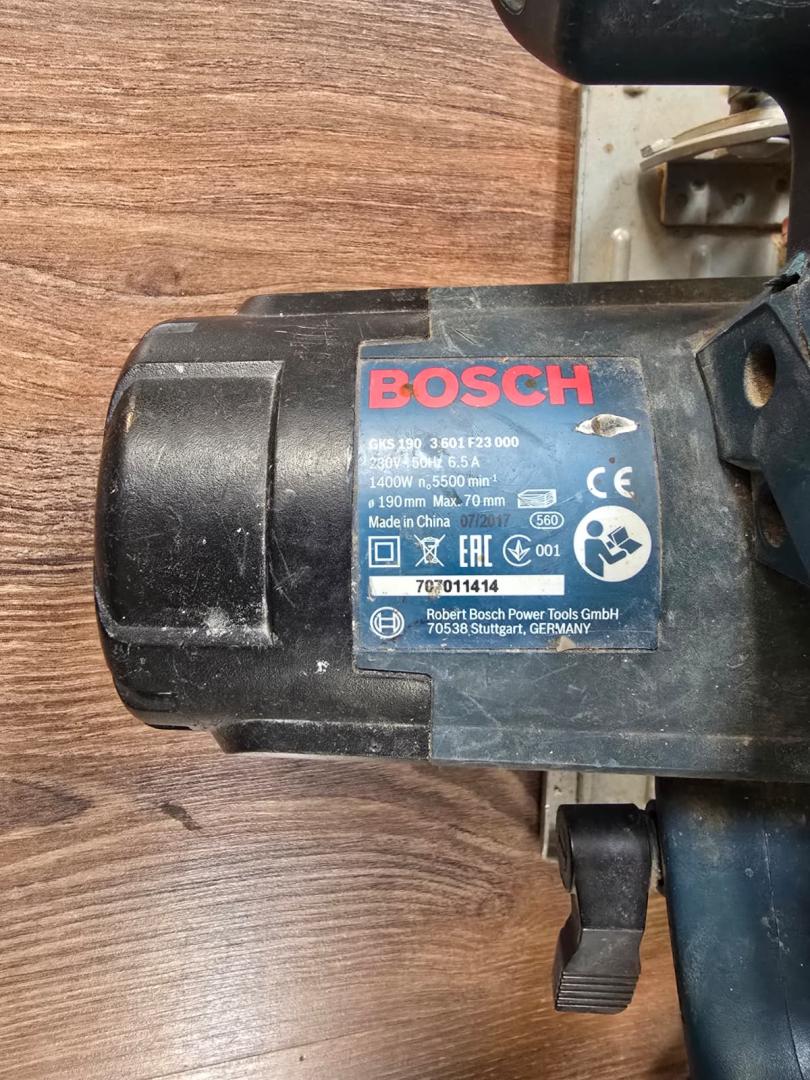 BOSCH
GKS 190 3 601 F23 000
230V~ 50Hz 6.5 A
1400W n₀5500 min⁻¹
ø 190 mm Max. 70 mm
CE
Made in China 07/2017 560
EAC 001
707011414
Robert Bosch Power Tools GmbH
70538 Stuttgart, GERMANY